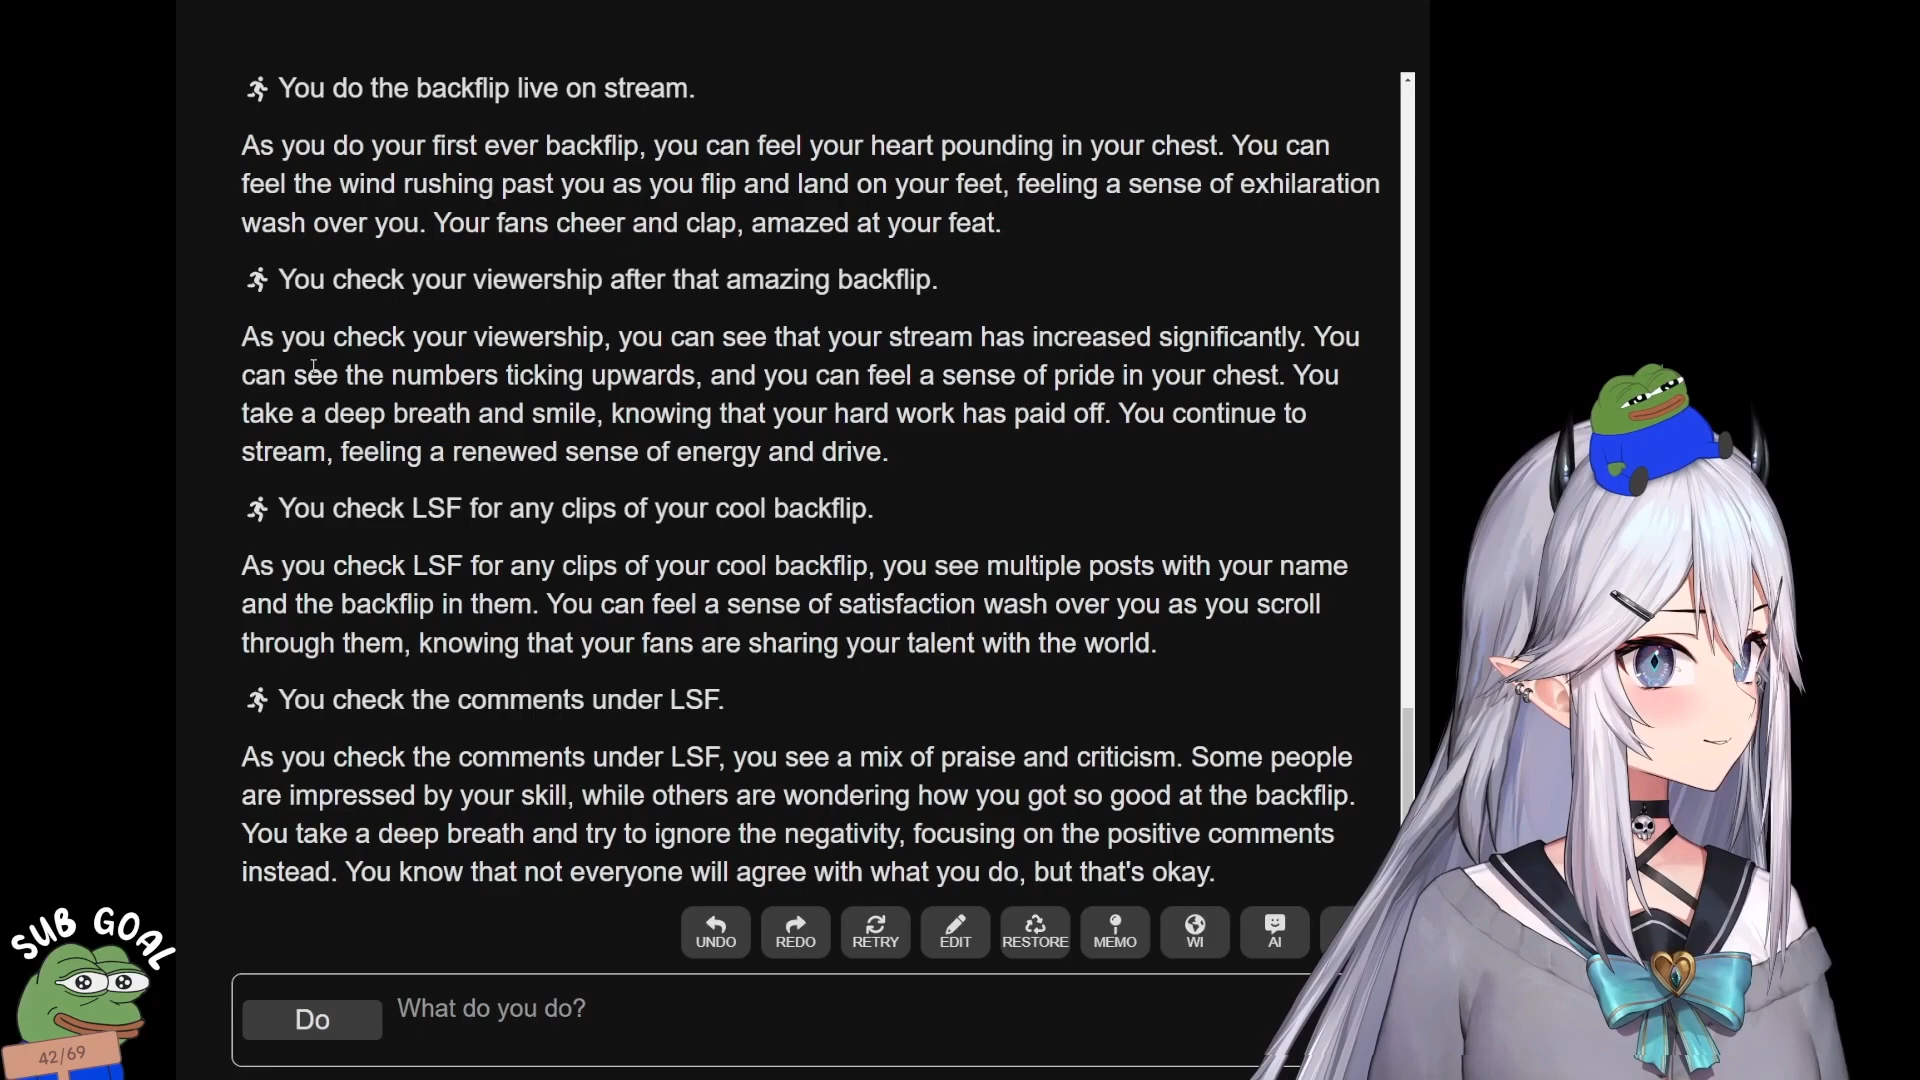 You do the backflip live on stream.
As you do your first ever backflip, you can feel your heart pounding in your chest. You can
feel the wind rushing past you as you flip and land on your feet, feeling a sense of exhilaration
wash over you. Your fans cheer and clap, amazed at your feat.
You check your viewership after that amazing backflip.
As you check your viewership, you can see that your stream has increased significantly. You
can see the numbers ticking upwards, and you can feel a sense of pride in your chest. You
take a deep breath and smile, knowing that your hard work has paid off. You continue to
stream, feeling a renewed sense of energy and drive.
You check LSF for any clips of your cool backflip.
As you check LSF for any clips of your cool backflip, you see multiple posts with your name
and the backflip in them. You can feel a sense of satisfaction wash over you as you scroll
through them, knowing that your fans are sharing your talent with the world.
You check the comments under LSF.
As you check the comments under LSF, you see a mix of praise and criticism. Some people
are impressed by your skill, while others are wondering how you got so good at the backflip.
You take a deep breath and try to ignore the negativity, focusing on the positive comments
instead. You know that not everyone will agree with what you do, but that's okay.
UNDO REDO RETRY EDIT RESTORE MEMO WI AI
Do What do you do?
SUB GOAL
42/69